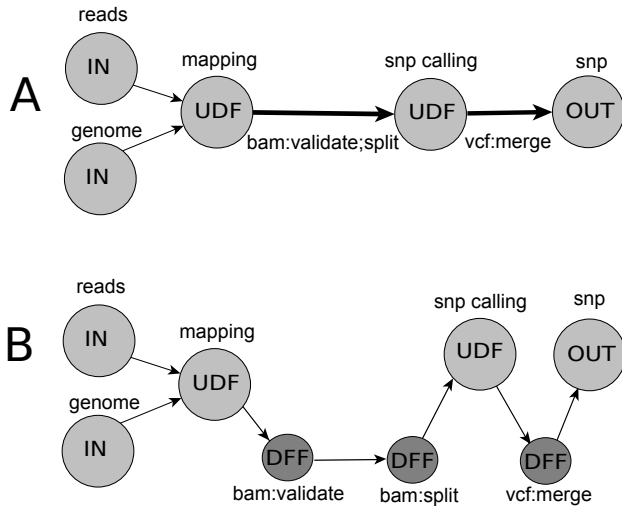 reads
IN
mapping
snp calling
snp
A
UDF
UDF
OUT
genome
bam:validate;split
vcf:merge
IN
reads
snp calling
snp
IN
mapping
B
UDF
OUT
UDF
genome
IN
DFF
DFF
DFF
bam:validate
bam:split
vcf:merge